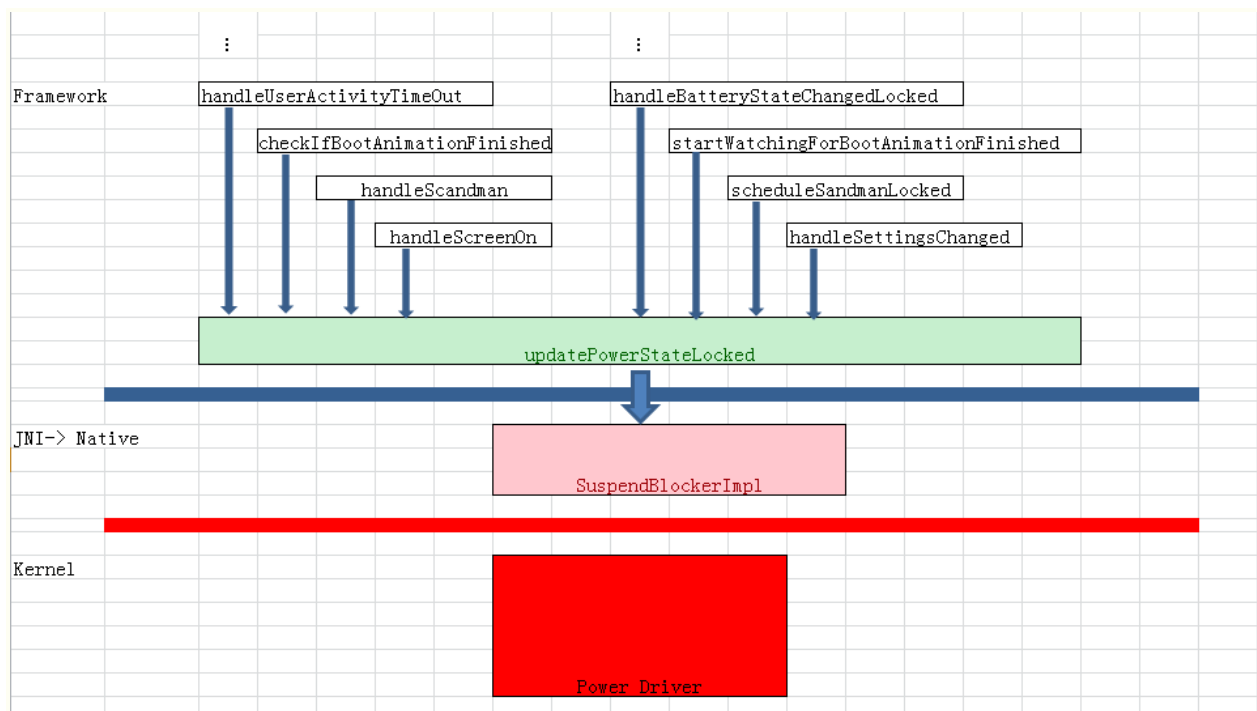 ⋮ ⋮
Framework handleUserActivityTimeOut handleBatteryStateChangedLocked
checkIfBootAnimationFinished startWatchingForBootAnimationFinished
handleScandman scheduleSandmanLocked
handleScreenOn handleSettingsChanged
updatePowerStateLocked
JNI-> Native
SuspendBlockerImpl
Kernel
Power Driver